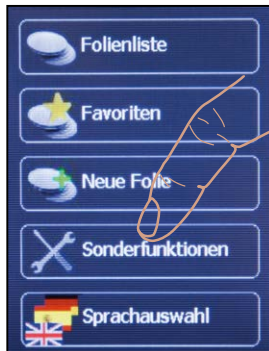 Folienliste
Favoriten
Neue Folie
Sonderfunktionen
Sprachauswahl